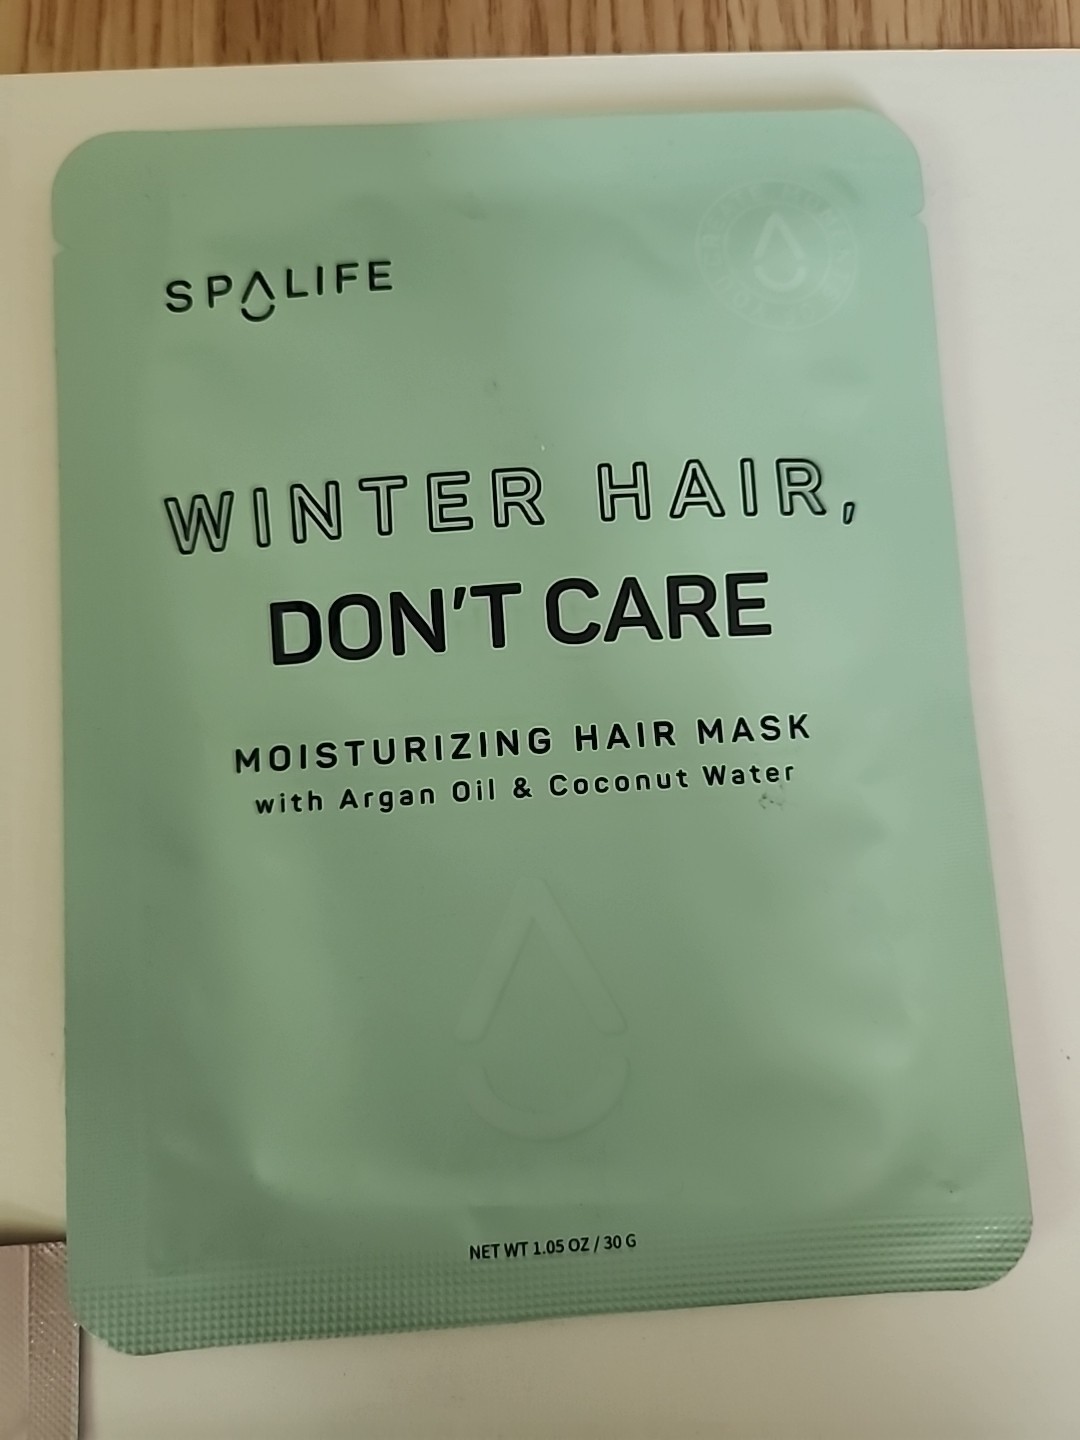 SPALIFE
WINTER HAIR,
DON'T CARE
MOISTURIZING HAIR MASK
with Argan Oil & Coconut Water
NET WT 1.05 OZ / 30 G